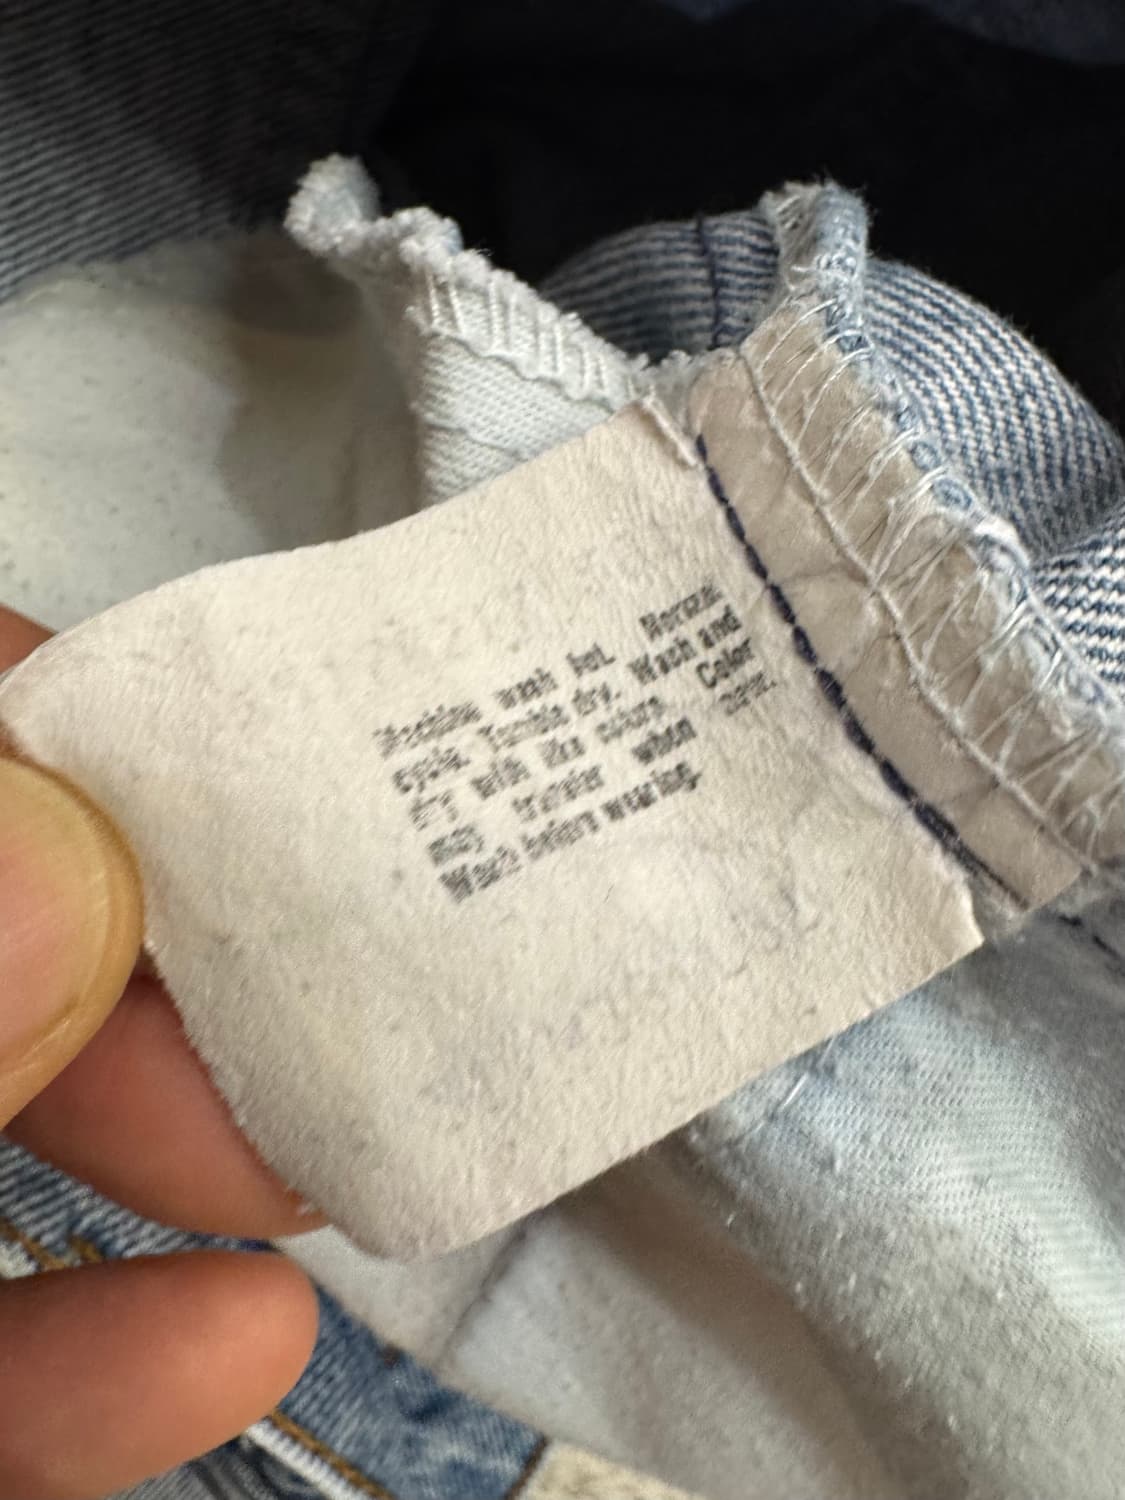 Machine wash hot. Normal
cycle. Tumble dry. Wash and
dry with like colors. Color
may transfer when new.
Wash before wearing.